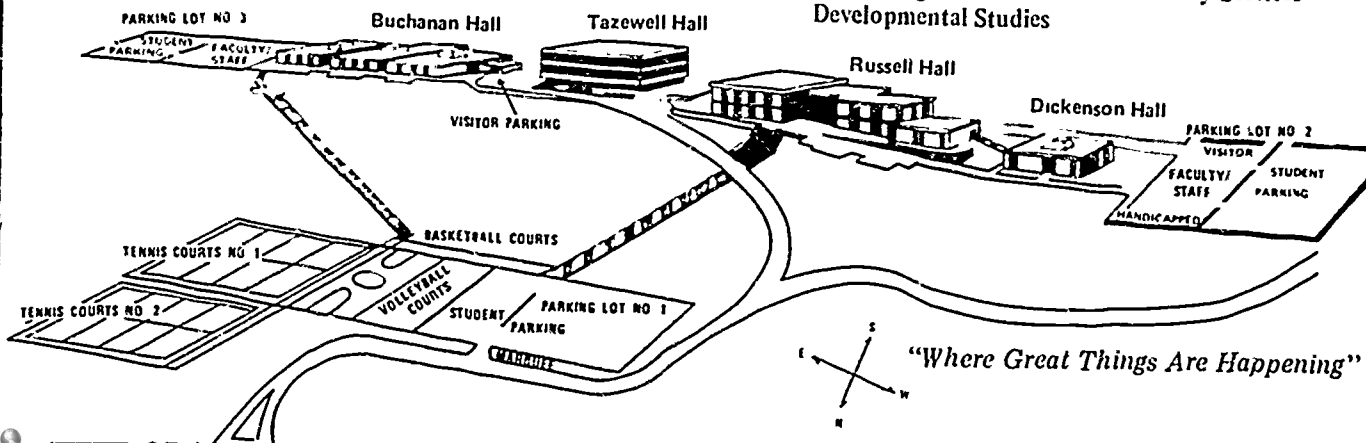 Developmental Studies
PARKING LOT NO 3
Buchanan Hall
Tazewell Hall
Russell Hall
Dickenson Hall
STUDENT
PARKING
FACULTY/
STAFF
VISITOR PARKING
PARKING LOT NO 2
VISITOR
FACULTY/
STAFF
STUDENT
PARKING
HANDICAPPED
BASKETBALL COURTS
TENNIS COURTS NO 1
VOLLEYBALL
COURTS
TENNIS COURTS NO 2
STUDENT
PARKING
PARKING LOT NO 1
MARQUEE
S
E
W
N
"Where Great Things Are Happening"